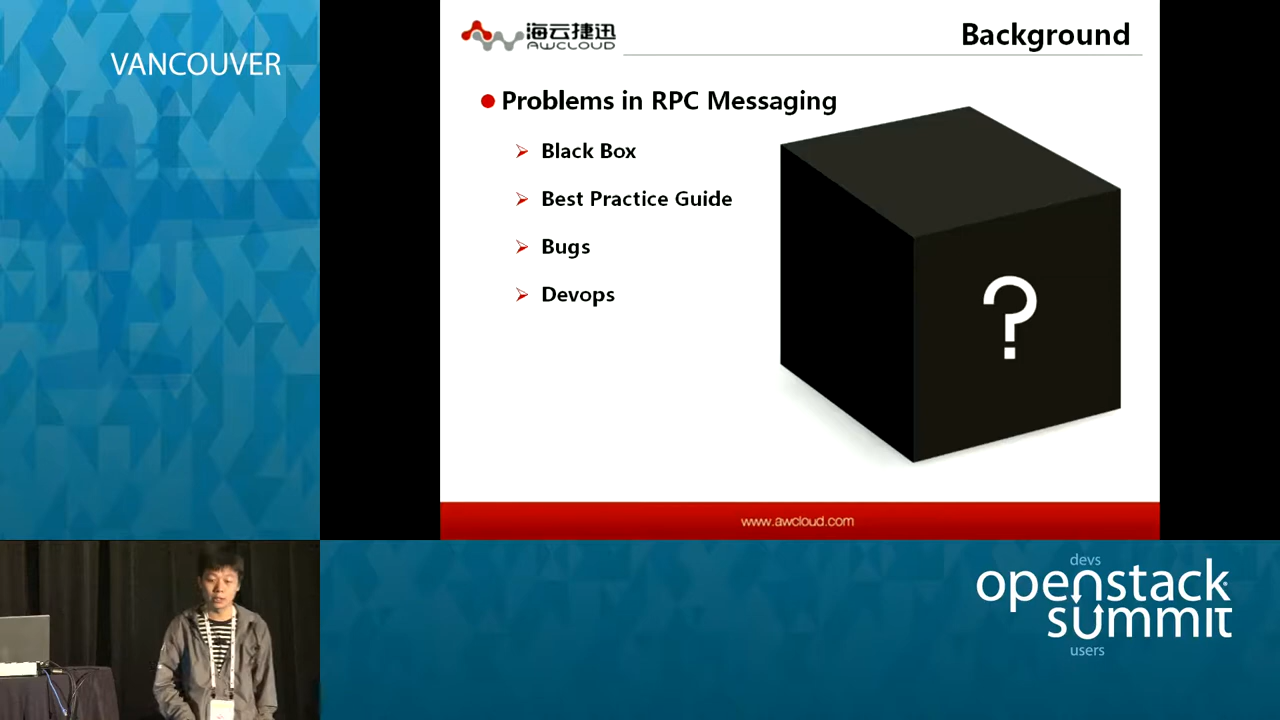 VANCOUVER
海云捷迅
AWCLOUD
Background
Problems in RPC Messaging
Black Box
Best Practice Guide
Bugs
Devops
?
www.awcloud.com
devs
openstack
summit
users